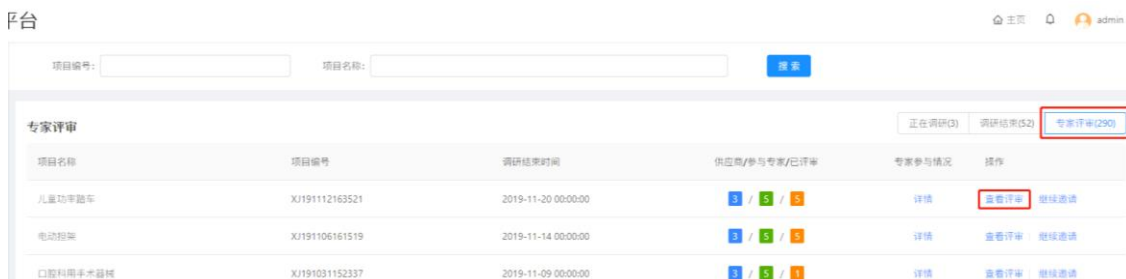 平台
主页 admin
项目编号: 项目名称: 搜索
专家评审 正在调研(3) 调研结束(52) 专家评审(290)
项目名称 项目编号 调研结束时间 供应商/参与专家/已评审 专家参与情况 操作
儿童功率踏车 XJ191112163521 2019-11-20 00:00:00 3 / 5 / 5 详情 查看评审 继续邀请
电动担架 XJ191106161519 2019-11-14 00:00:00 3 / 5 / 5 详情 查看评审 继续邀请
口腔科用手术器械 XJ191031152337 2019-11-09 00:00:00 3 / 5 / 1 详情 查看评审 继续邀请